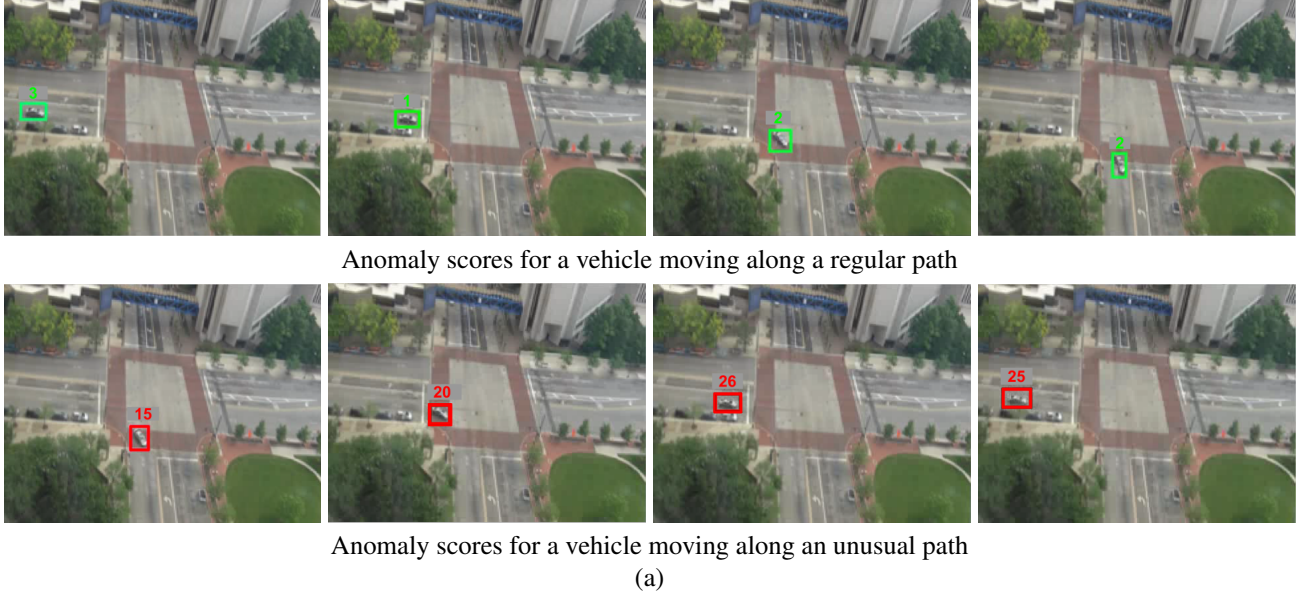 3
1
2
2
Anomaly scores for a vehicle moving along a regular path
15
20
26
25
Anomaly scores for a vehicle moving along an unusual path
(a)